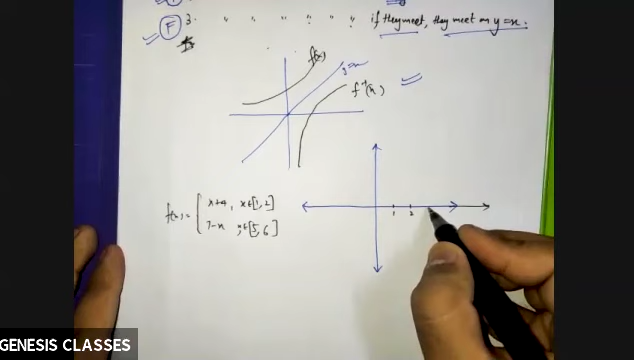 (F) 3. " " " " " " if they meet, they meet on y=x.
f(x)
y=x
f⁻¹(x)
f(x) = { x+4, x∈[1,2]
7-x, x∈[5,6]
1 2
GENESIS CLASSES